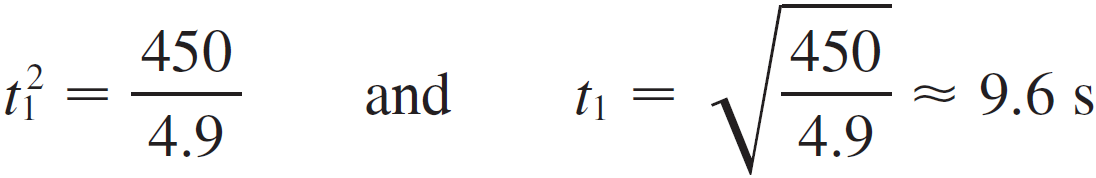 t₁² = 450/4.9 and t₁ = √(450/4.9) ≈ 9.6 s